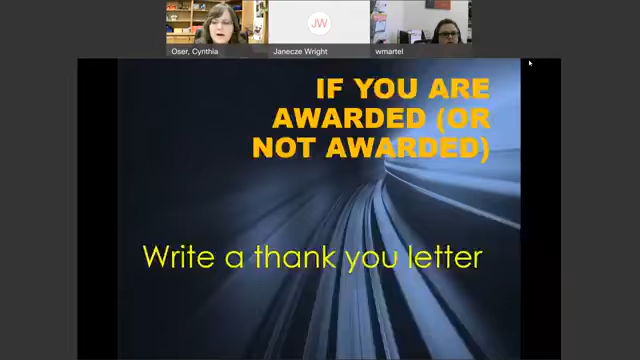 JW
Oser, Cynthia
Janecze Wright
wmartel
IF YOU ARE
AWARDED (OR
NOT AWARDED)
Write a thank you letter